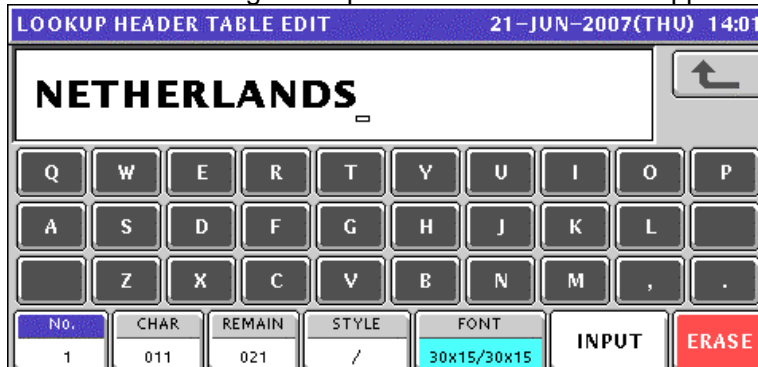 LOOKUP HEADER TABLE EDIT 21-JUN-2007(THU) 14:01
NETHERLANDS
Q W E R T Y U I O P
A S D F G H J K L
Z X C V B N M , .
No. CHAR REMAIN STYLE FONT INPUT ERASE
1 011 021 / 30x15/30x15